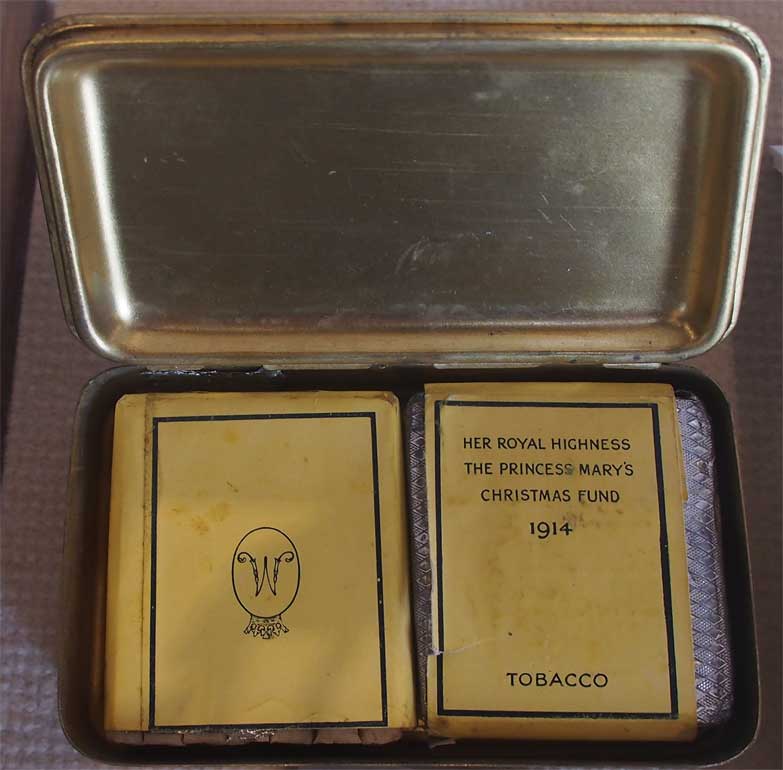 M
HER ROYAL HIGHNESS
THE PRINCESS MARY'S
CHRISTMAS FUND
1914
TOBACCO